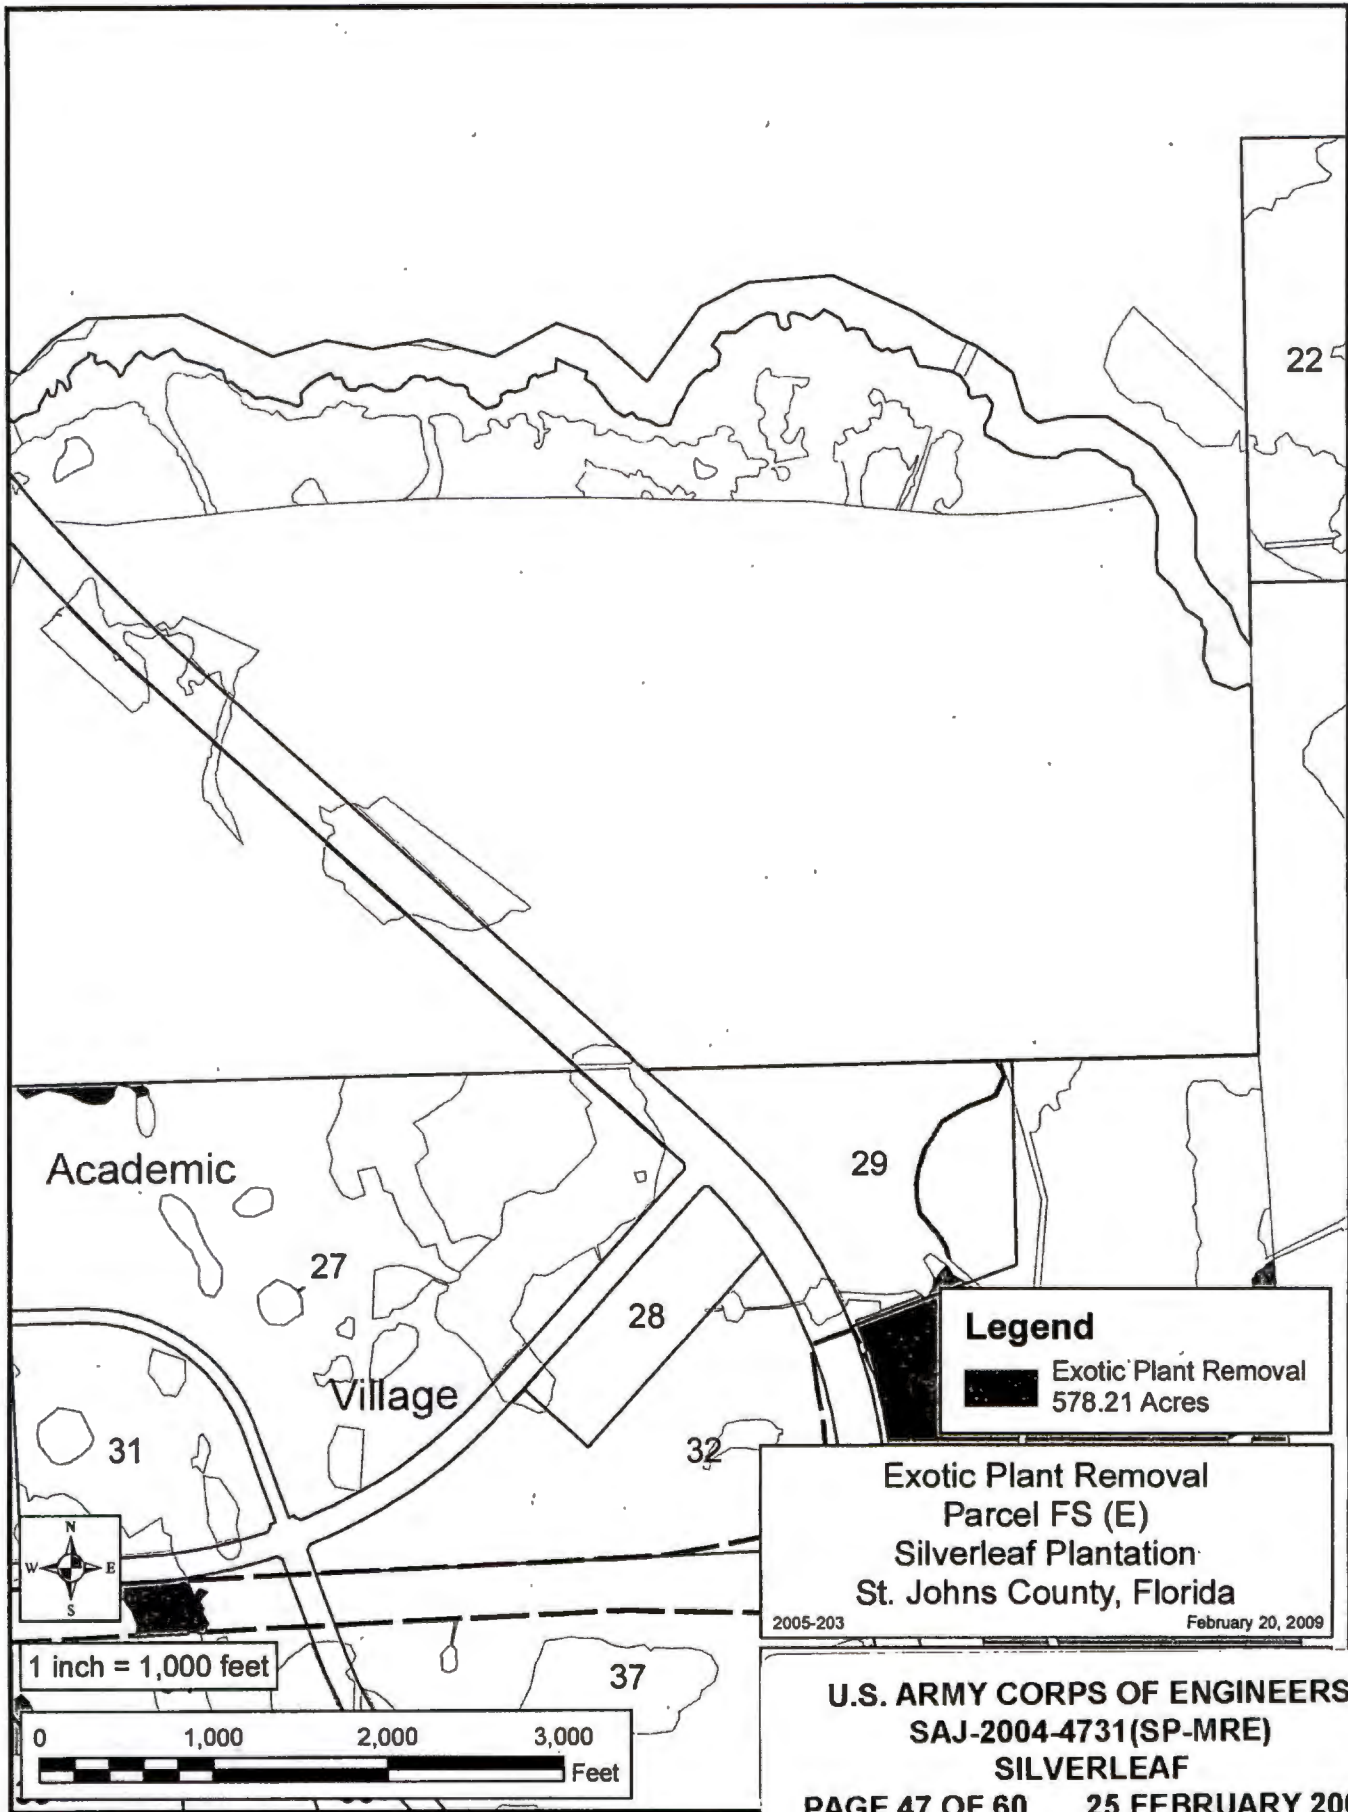 22
Academic
29
27
28
Village
31
32
Legend
Exotic Plant Removal
578.21 Acres
Exotic Plant Removal
Parcel FS (E)
Silverleaf Plantation
St. Johns County, Florida
2005-203 February 20, 2009
N
W E
S
1 inch = 1,000 feet
37
0 1,000 2,000 3,000
Feet
U.S. ARMY CORPS OF ENGINEERS
SAJ-2004-4731(SP-MRE)
SILVERLEAF
PAGE 47 OF 60 25 FEBRUARY